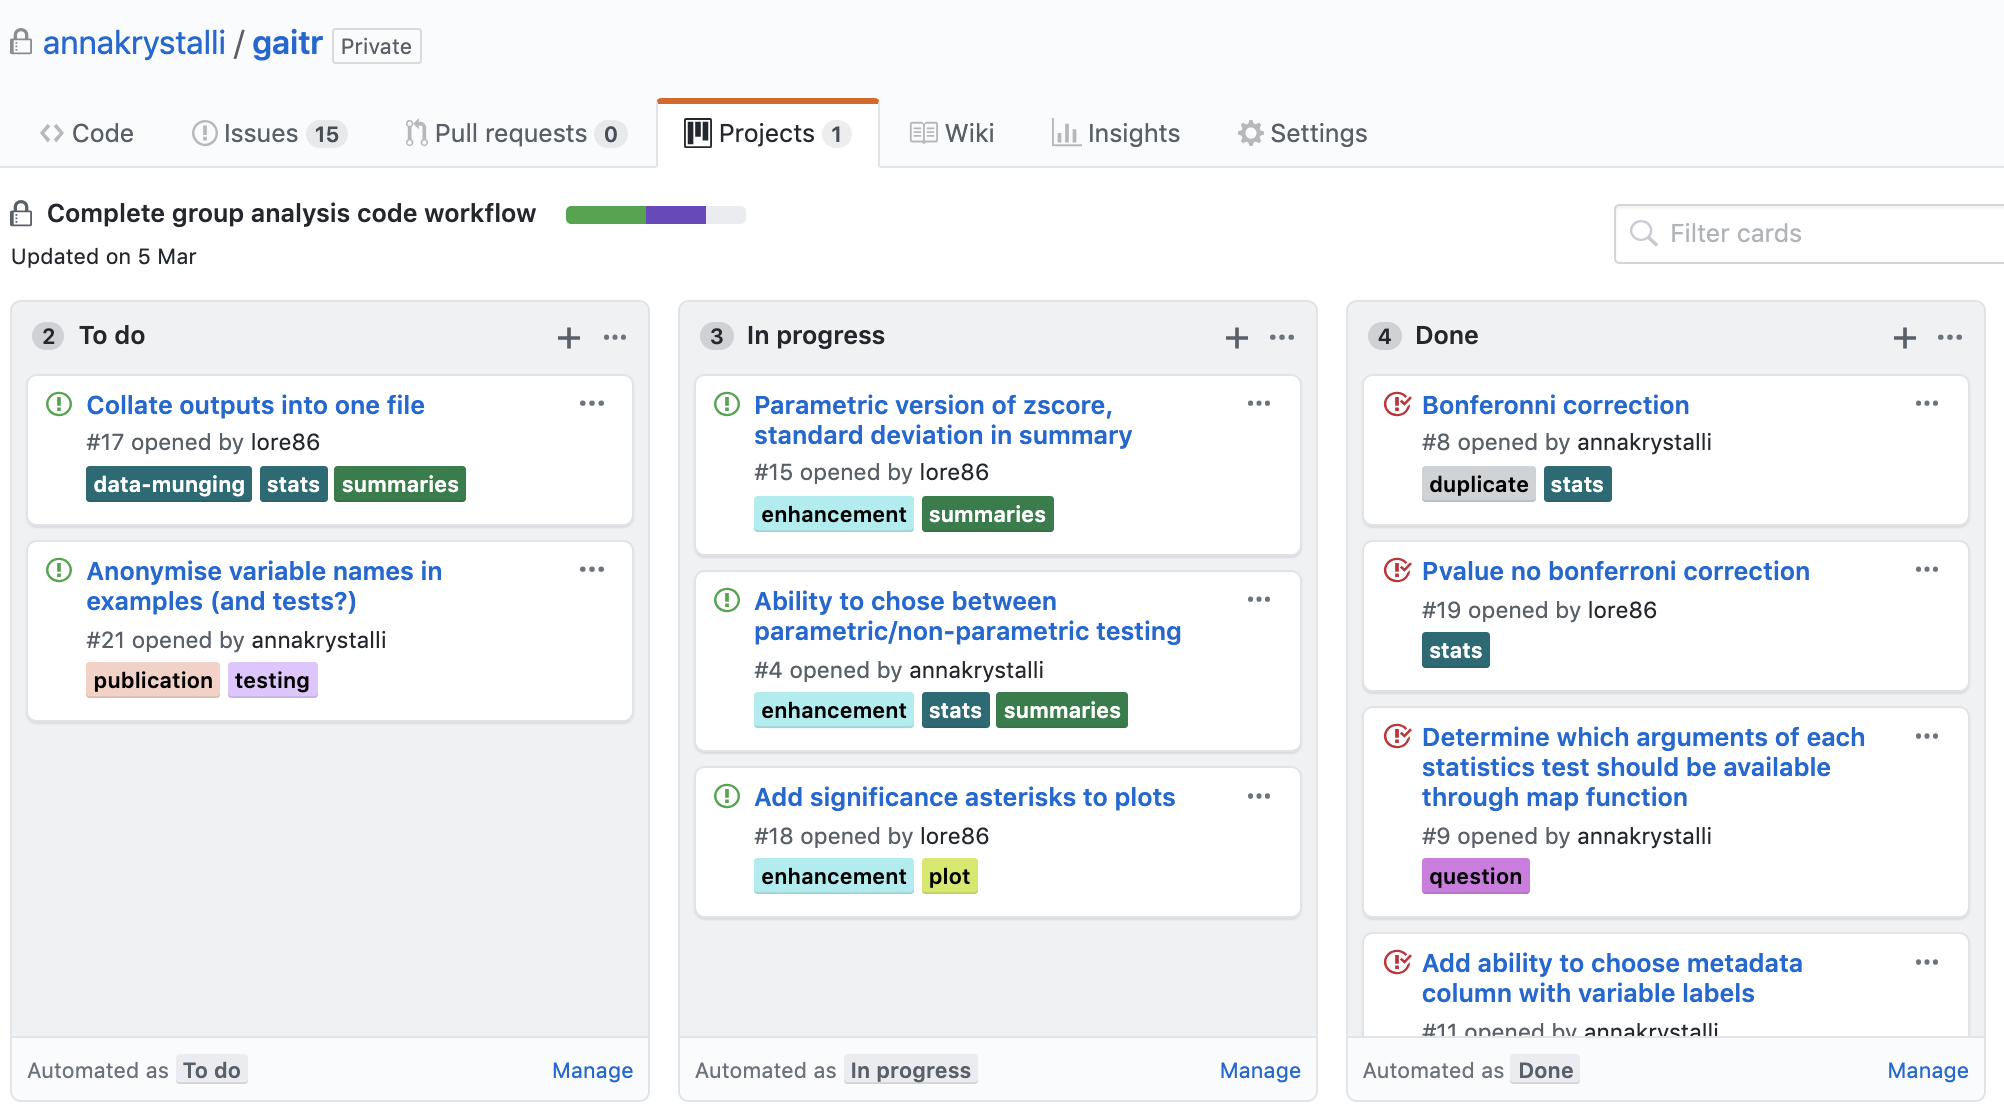 annakrystalli / gaitr Private
Code Issues 15 Pull requests 0 Projects 1 Wiki Insights Settings
Complete group analysis code workflow
Updated on 5 Mar
Filter cards
2 To do
Collate outputs into one file
#17 opened by lore86
data-munging stats summaries
Anonymise variable names in
examples (and tests?)
#21 opened by annakrystalli
publication testing
Automated as To do Manage
3 In progress
Parametric version of zscore,
standard deviation in summary
#15 opened by lore86
enhancement summaries
Ability to chose between
parametric/non-parametric testing
#4 opened by annakrystalli
enhancement stats summaries
Add significance asterisks to plots
#18 opened by lore86
enhancement plot
Automated as In progress Manage
4 Done
Bonferonni correction
#8 opened by annakrystalli
duplicate stats
Pvalue no bonferroni correction
#19 opened by lore86
stats
Determine which arguments of each
statistics test should be available
through map function
#9 opened by annakrystalli
question
Add ability to choose metadata
column with variable labels
#11 opened by annakrystalli
Automated as Done Manage